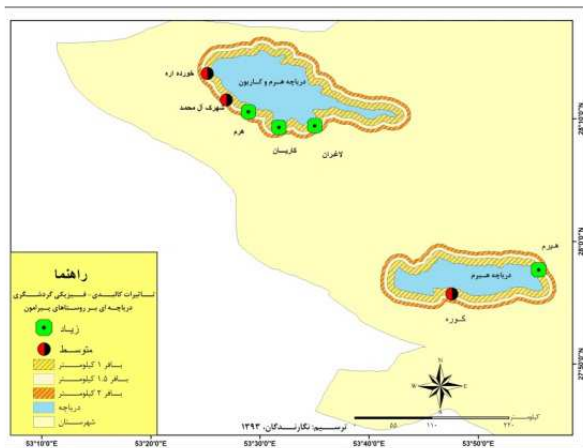 خورده اره
دریاچه هرم و کاریون
شهرک آل محمد
هرم
کاریسان
لاغران
هیرم
دریاچه هیرم
کوره
28°10'0"N
28°0'0"N
27°50'0"N
راهنما
تاثیرات کالبدی - فیزیکی گردشگری
دریاچه ای بر روستاهای پیرامون
زیاد
متوسط
بافر ۱ کیلومتر
بافر ۱.۵ کیلومتر
بافر ۲ کیلومتر
دریاچه
شهرستان
N
W
E
S
ترسیم: نگارندگان، ۱۳۹۳
کیلومتر
۰ ۵۵ ۱۱۰ ۲۲۰
53°10'0"E 53°20'0"E 53°30'0"E 53°40'0"E 53°50'0"E